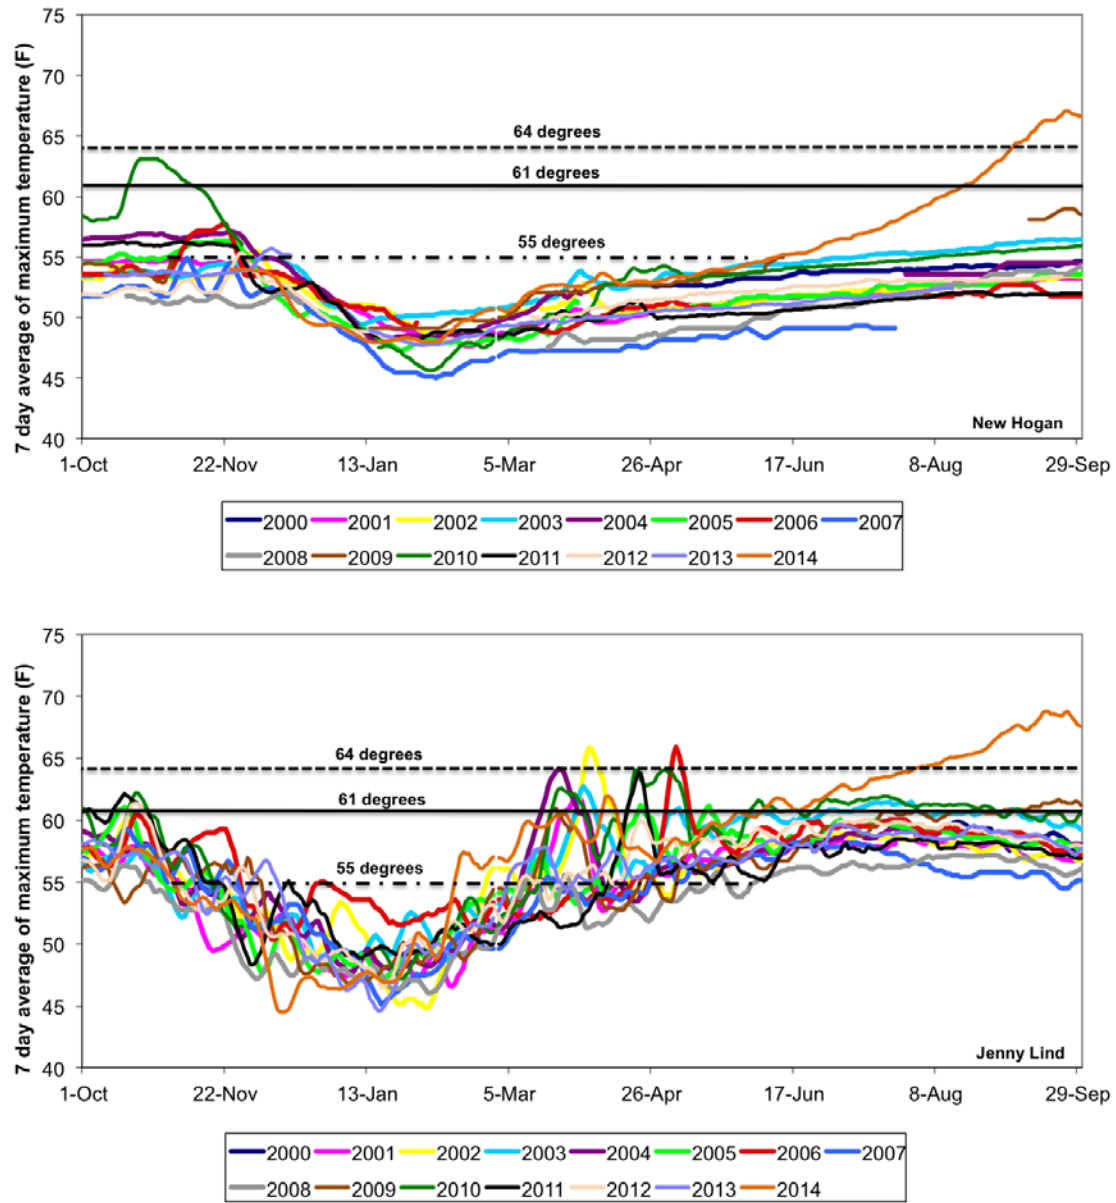 7 day average of maximum temperature (F)
75
70
65
60
55
50
45
40
64 degrees
61 degrees
55 degrees
New Hogan
1-Oct 22-Nov 13-Jan 5-Mar 26-Apr 17-Jun 8-Aug 29-Sep
2000 2001 2002 2003 2004 2005 2006 2007
2008 2009 2010 2011 2012 2013 2014
7 day average of maximum temperature (F)
75
70
65
60
55
50
45
40
64 degrees
61 degrees
55 degrees
Jenny Lind
1-Oct 22-Nov 13-Jan 5-Mar 26-Apr 17-Jun 8-Aug 29-Sep
2000 2001 2002 2003 2004 2005 2006 2007
2008 2009 2010 2011 2012 2013 2014